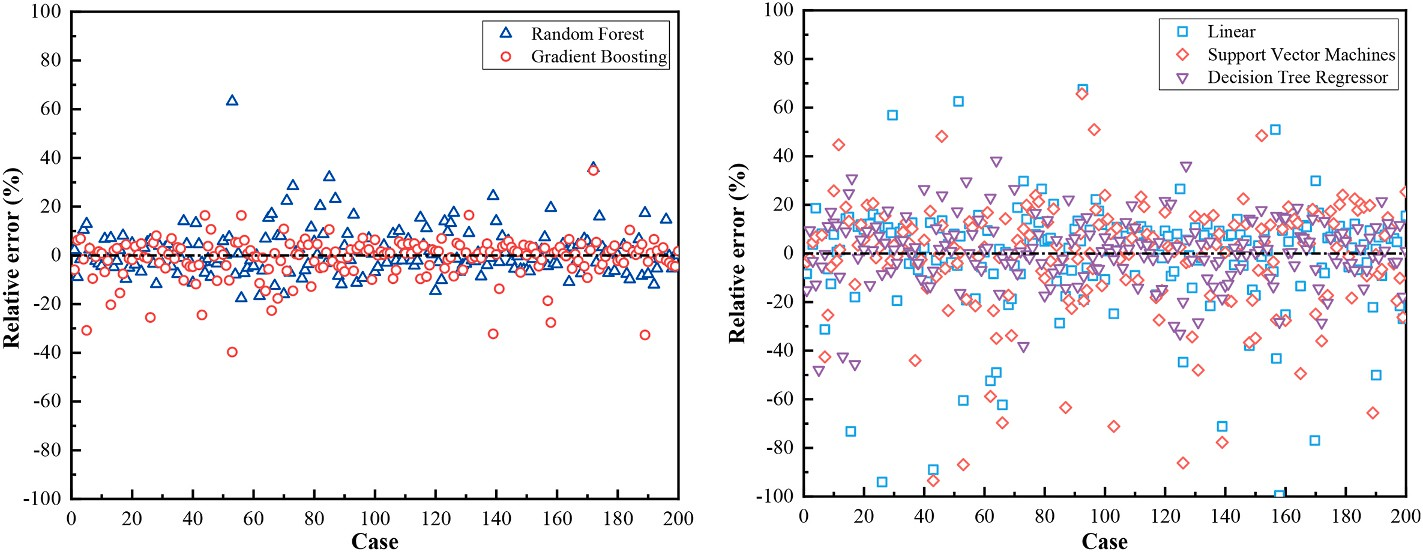 100
80
60
40
20
0
-20
-40
-60
-80
-100
Relative error (%)
Random Forest
Gradient Boosting
0 20 40 60 80 100 120 140 160 180 200
Case
100
80
60
40
20
0
-20
-40
-60
-80
-100
Relative error (%)
Linear
Support Vector Machines
Decision Tree Regressor
0 20 40 60 80 100 120 140 160 180 200
Case